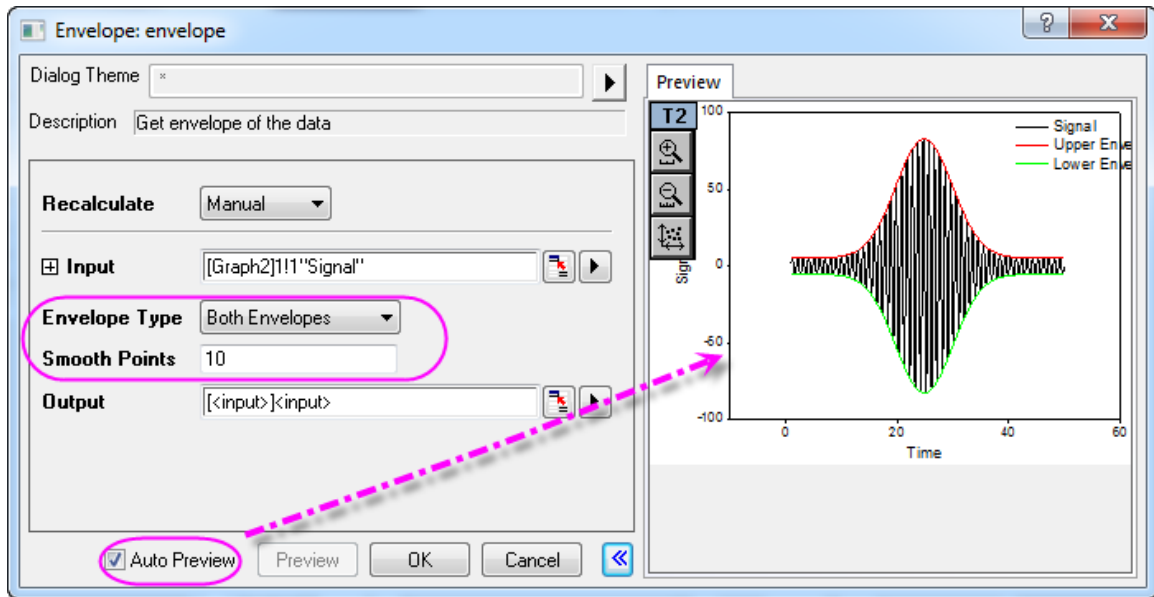 Envelope: envelope
Dialog Theme *
Description Get envelope of the data
Recalculate Manual
Input [Graph2]1!1"Signal"
Envelope Type Both Envelopes
Smooth Points 10
Output [<input>]<input>
Auto Preview Preview OK Cancel
Preview
T2
Signal
Upper Enve
Lower Enve
100
50
0
-50
-100
Sign
0 20 40 60
Time